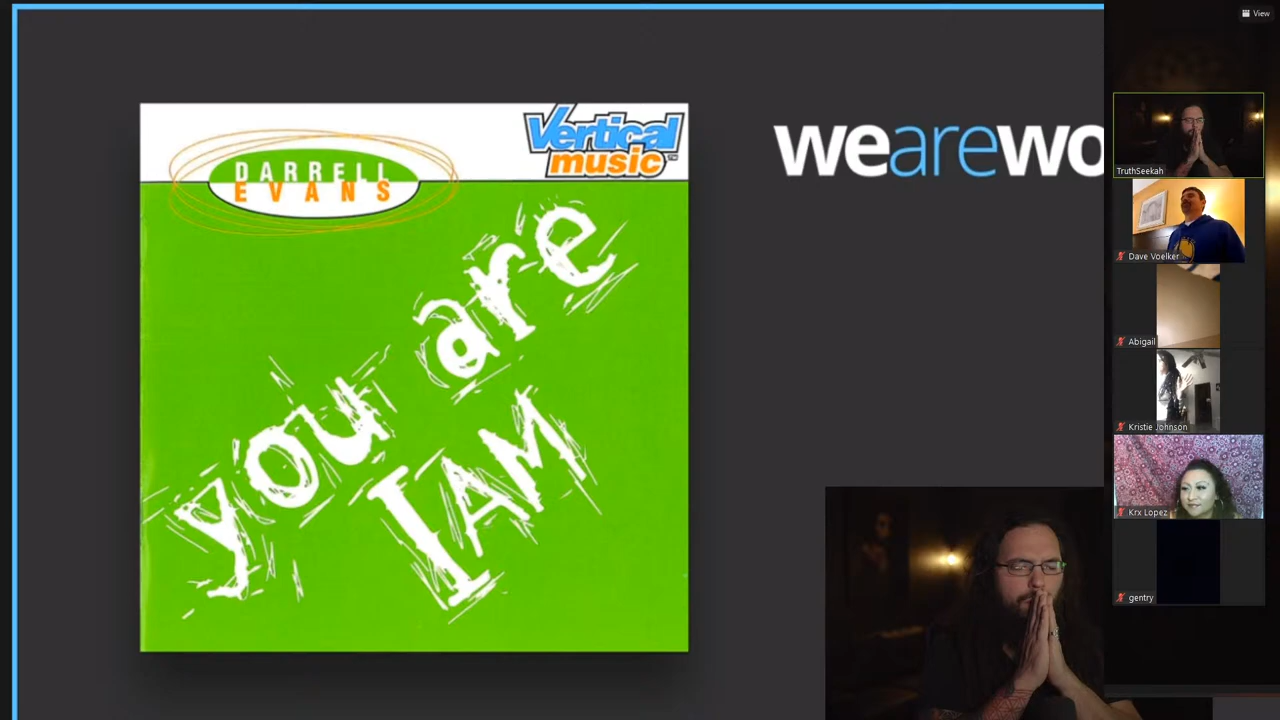 View
DARRELL
EVANS
Vertical
music
wearewo
you are
I AM
TruthSeekah
Dave Voelker
Abigail
Kristie Johnson
Krx Lopez
gentry